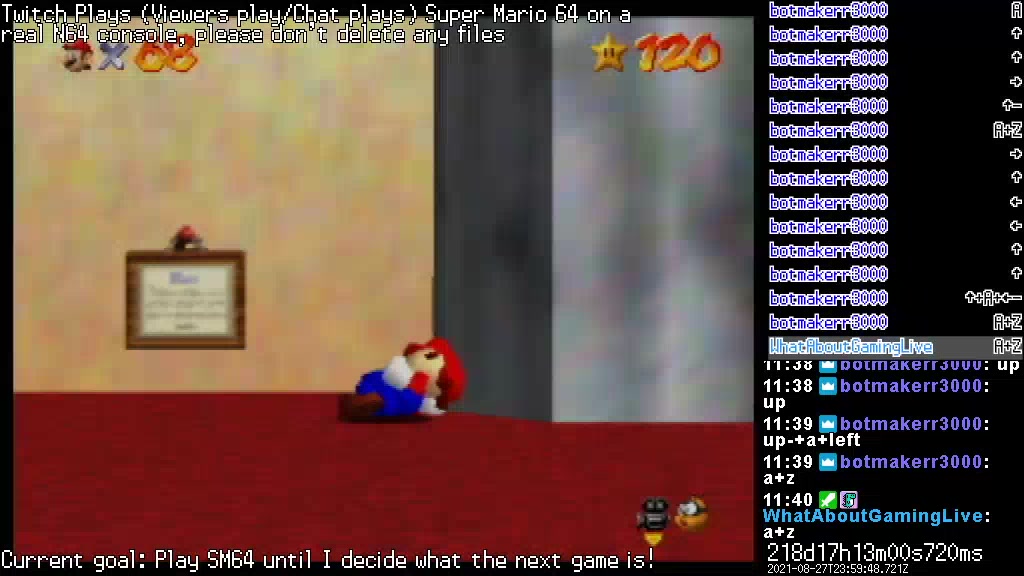 Twitch Plays (Viewers play/Chat plays) Super Mario 64 on a
real N64 console, please don't delete any files
68
120
Current goal: Play SM64 until I decide what the next game is!
botmakerr3000 A
botmakerr3000 ↑
botmakerr3000 ↑
botmakerr3000 →
botmakerr3000 ↑-
botmakerr3000 A+Z
botmakerr3000 →
botmakerr3000 ↑
botmakerr3000 ←
botmakerr3000 ←
botmakerr3000 ↑
botmakerr3000 ↑
botmakerr3000 ↑+A+←-
botmakerr3000 A+Z
WhatAboutGamingLive A+Z
11:38 botmakerr3000: up
11:38 botmakerr3000:
up
11:39 botmakerr3000:
up-+a+left
11:39 botmakerr3000:
a+z
11:40
WhatAboutGamingLive:
a+z
218d17h13m00s720ms
2021-08-27T23:59:48.721Z